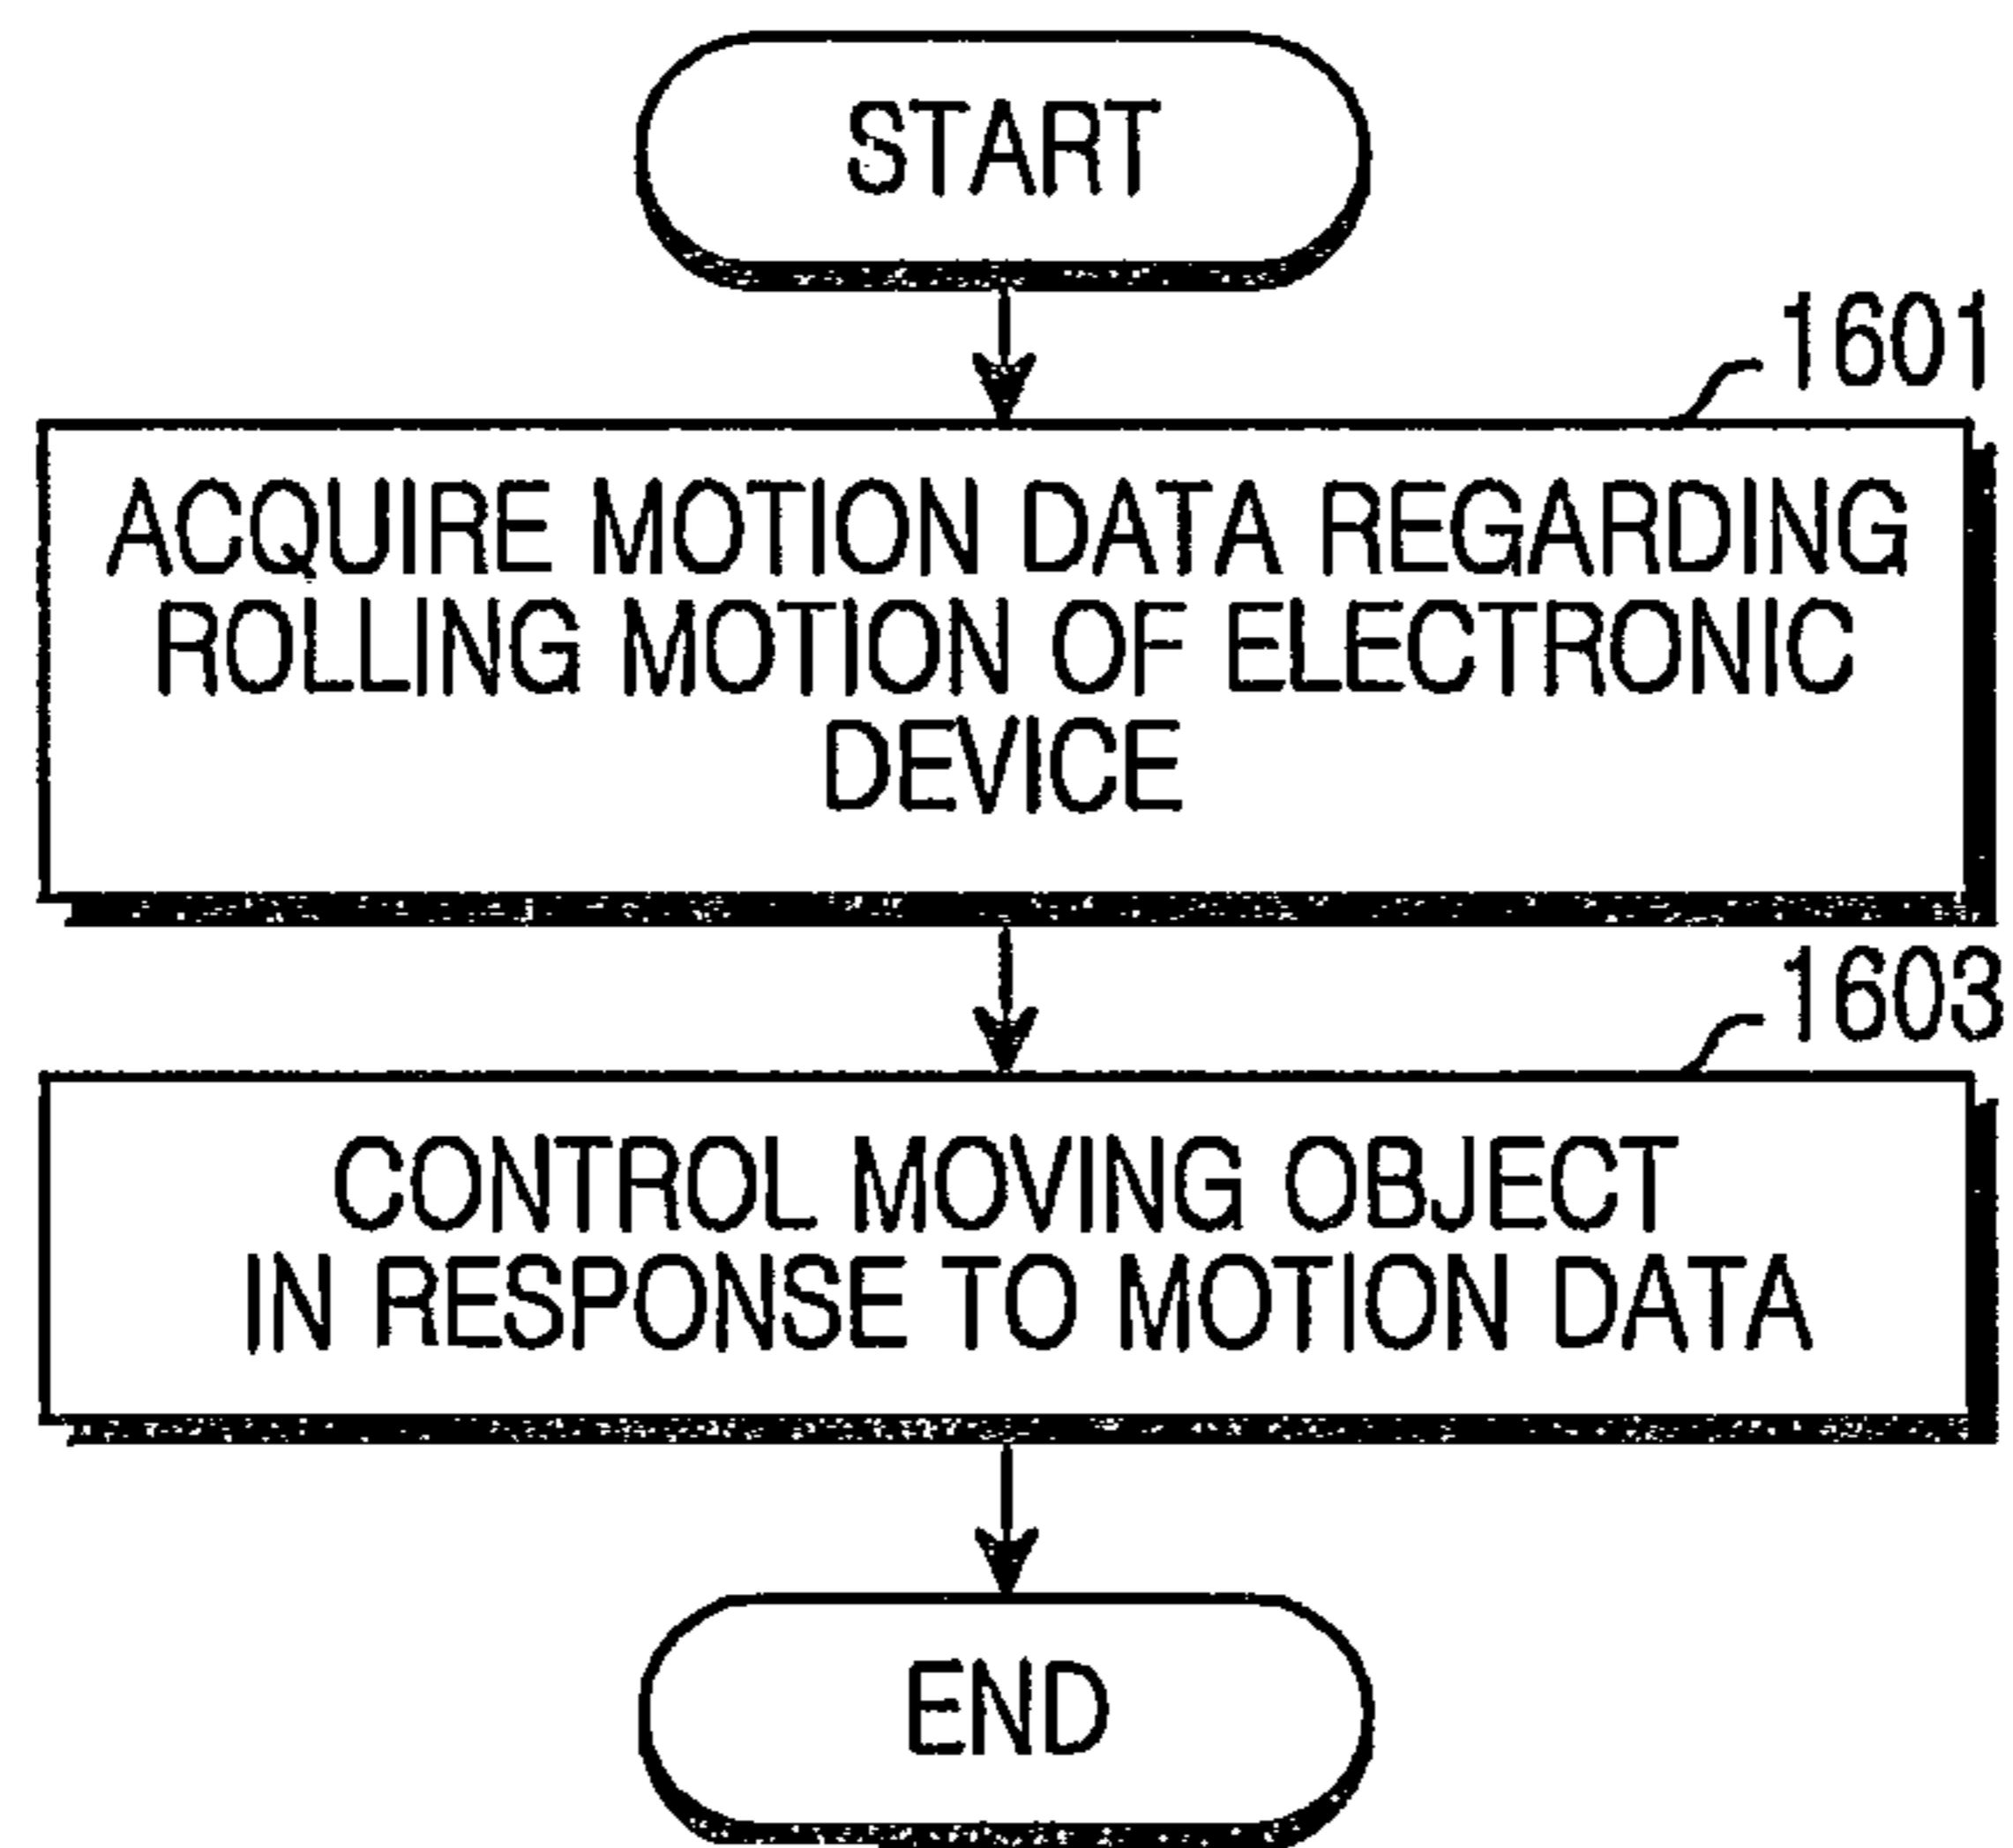 START
1601
ACQUIRE MOTION DATA REGARDING
ROLLING MOTION OF ELECTRONIC
DEVICE
1603
CONTROL MOVING OBJECT
IN RESPONSE TO MOTION DATA
END